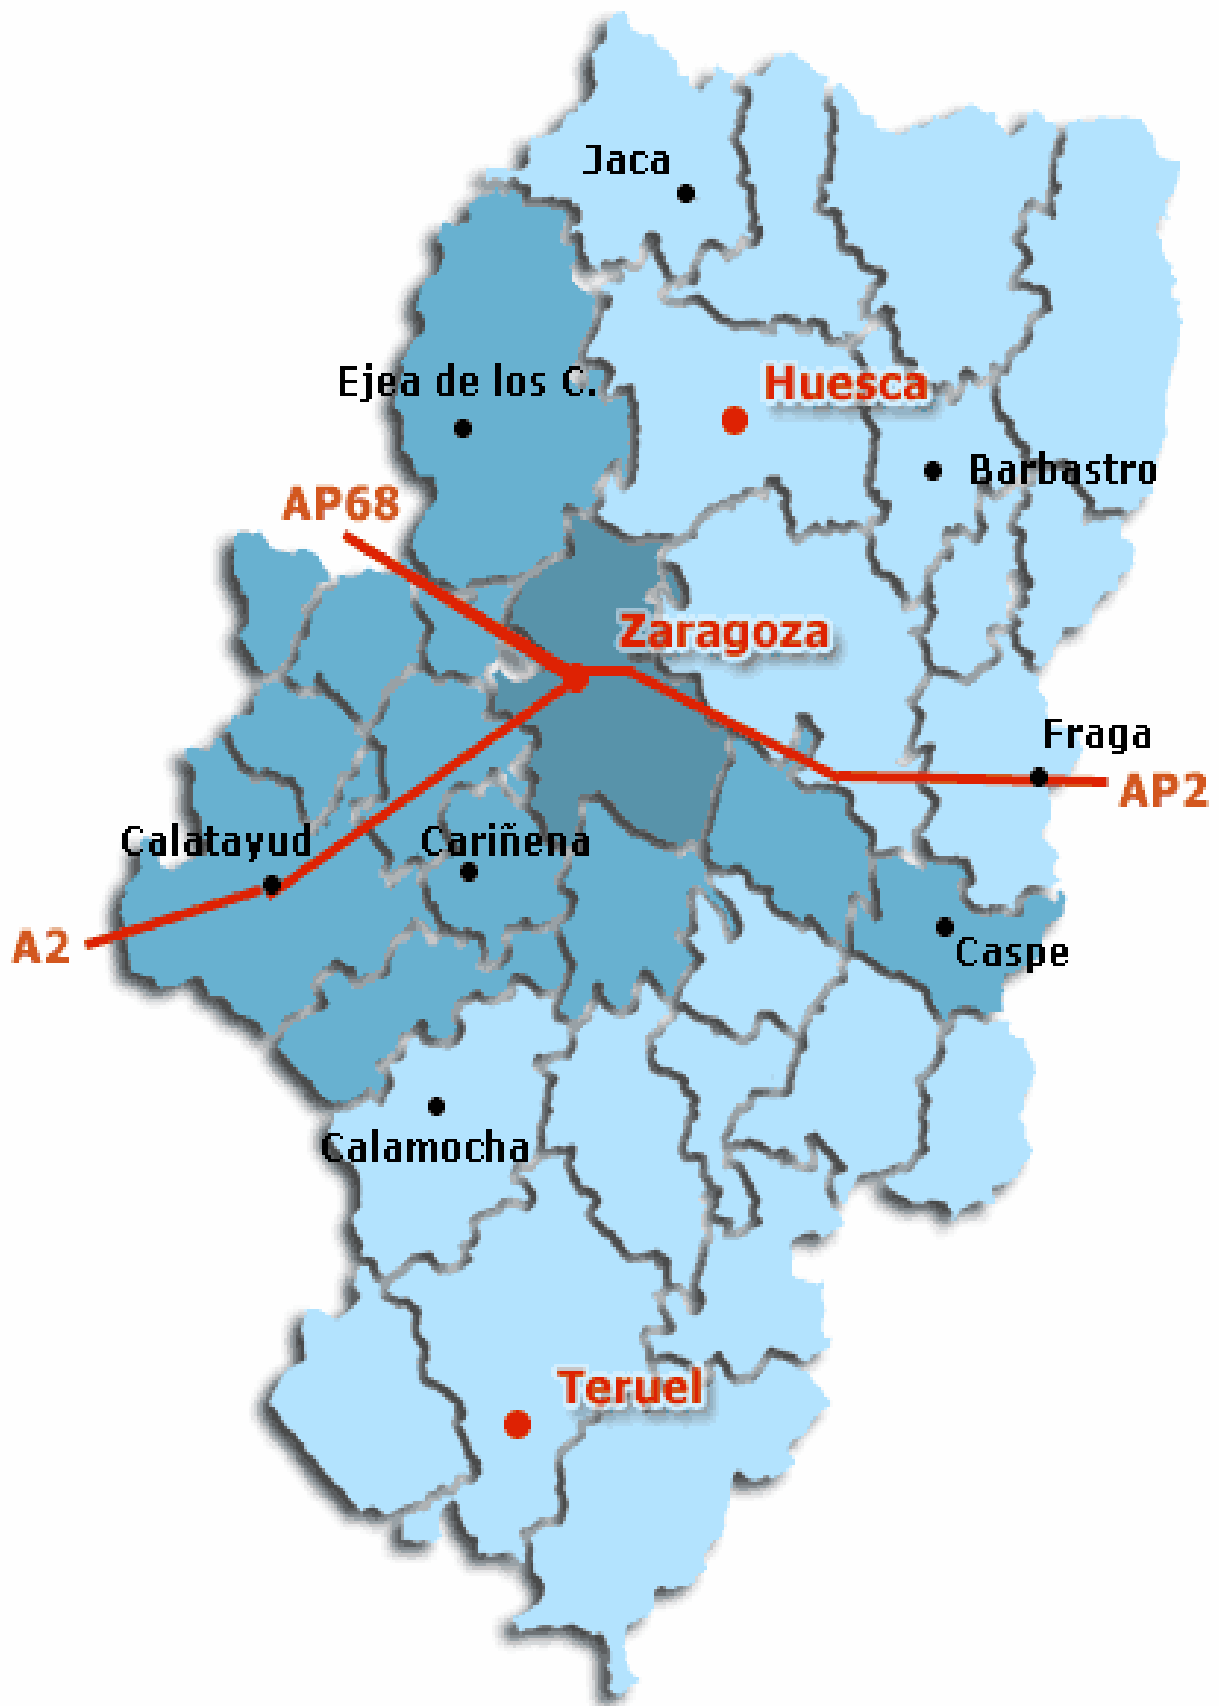 Jaca
Ejea de los C.
Huesca
Barbastro
AP68
Zaragoza
Fraga
AP2
Calatayud
Cariñena
A2
Caspe
Calamocha
Teruel